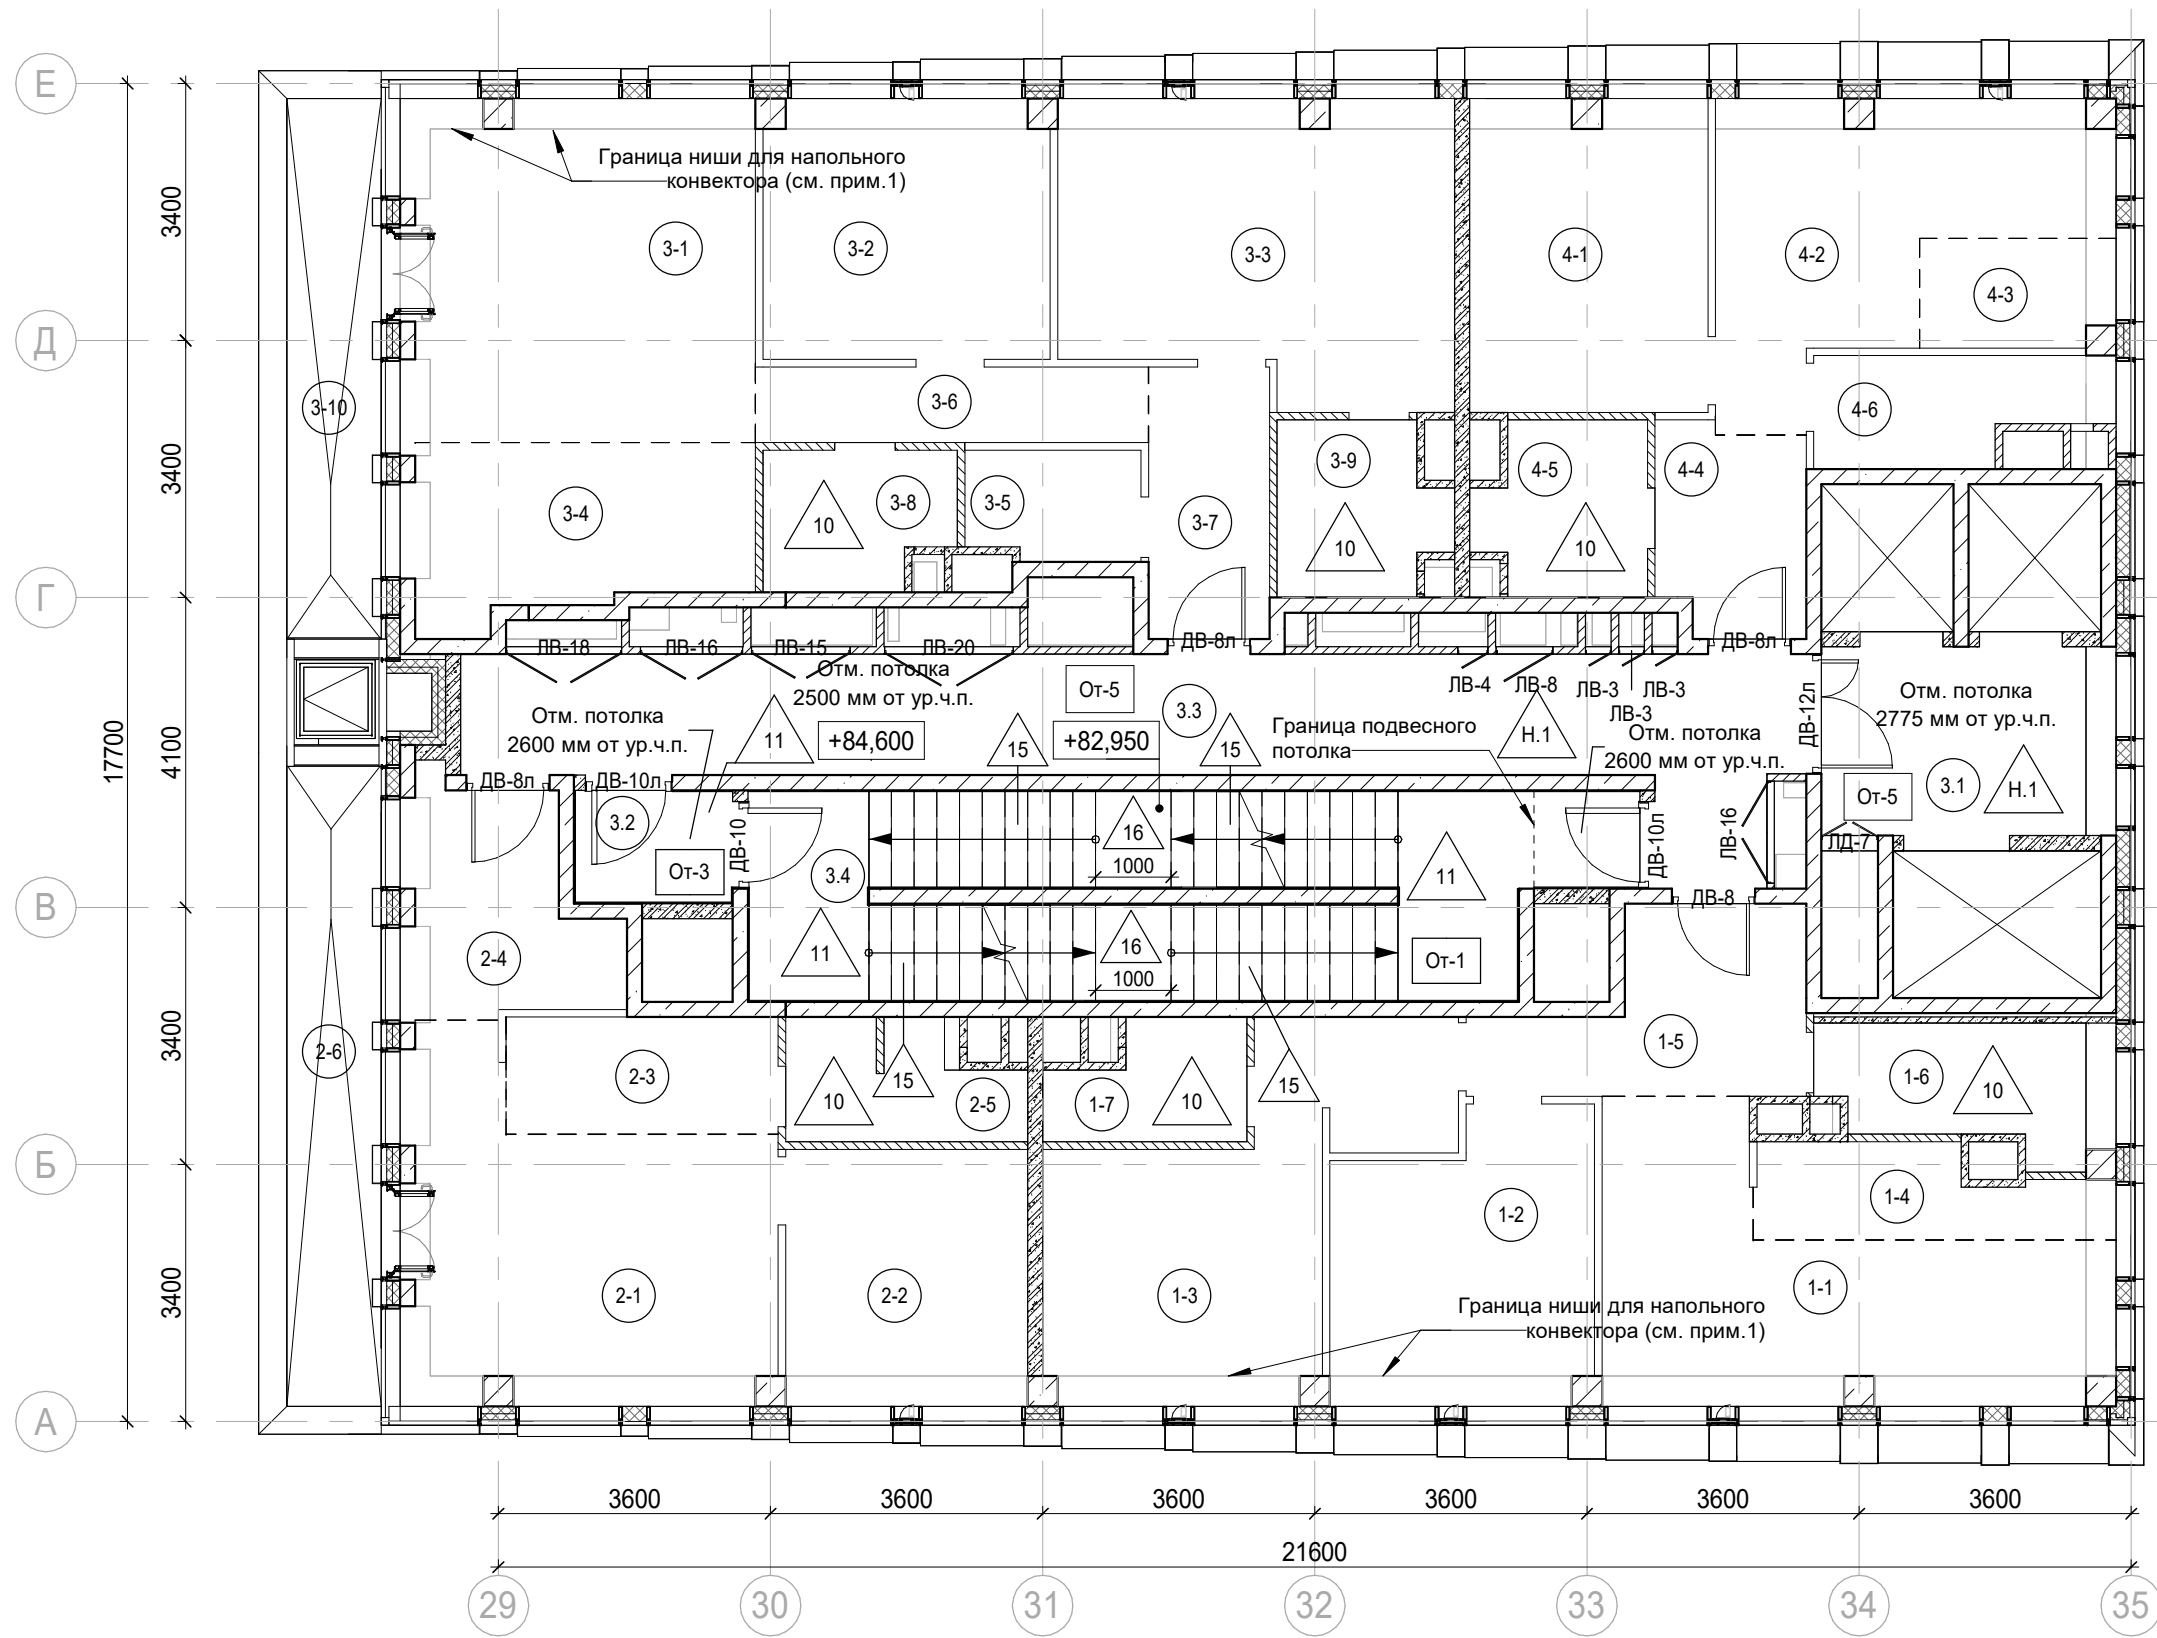 Е
Граница ниши для напольного
конвектора (см. прим.1)
3400
3-1
3-2
3-3
4-1
4-2
4-3
Д
3-10
3-6
4-6
3400
3-9
4-5
4-4
3-4
3-8
3-5
3-7
10
10
10
Г
ЛВ-18
ЛВ-16
ЛВ-15
ЛВ-20
ДВ-8л
ДВ-8л
Отм. потолка
2500 мм от ур.ч.п.
От-5
3.3
ЛВ-4
ЛВ-8
ЛВ-3
ЛВ-3
ЛВ-3
ДВ-12л
Отм. потолка
2775 мм от ур.ч.п.
Отм. потолка
2600 мм от ур.ч.п.
11
+84,600
15
+82,950
15
Граница подвесного
потолка
Н.1
Отм. потолка
2600 мм от ур.ч.п.
17700
4100
ДВ-8л
ДВ-10л
3.2
От-3
ДВ-10
3.4
16
1000
11
ДВ-10л
ЛВ-16
От-5
3.1
Н.1
ЛД-7
В
ДВ-8
2-4
11
16
1000
От-1
3400
2-6
2-3
10
15
2-5
1-7
10
15
1-5
1-6
10
Б
1-2
1-4
3400
2-1
2-2
1-3
1-1
Граница ниши для напольного
конвектора (см. прим.1)
А
3600
3600
3600
3600
3600
3600
21600
29
30
31
32
33
34
35